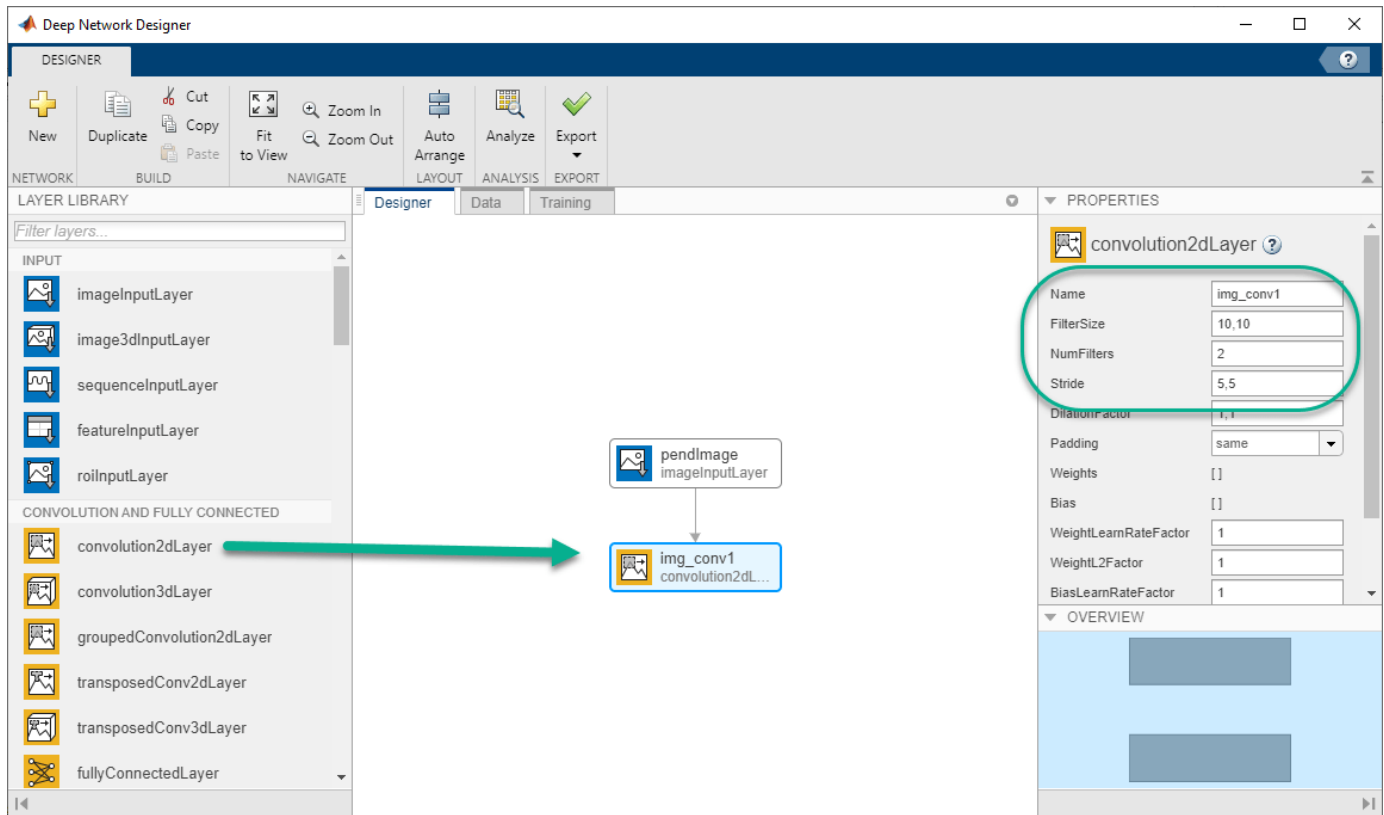 Deep Network Designer
DESIGNER
New
Duplicate
Cut
Copy
Paste
Fit
to View
Zoom In
Zoom Out
Auto
Arrange
Analyze
Export
NETWORK
BUILD
NAVIGATE
LAYOUT
ANALYSIS
EXPORT
LAYER LIBRARY
Filter layers...
INPUT
imageInputLayer
image3dInputLayer
sequenceInputLayer
featureInputLayer
roiInputLayer
CONVOLUTION AND FULLY CONNECTED
convolution2dLayer
convolution3dLayer
groupedConvolution2dLayer
transposedConv2dLayer
transposedConv3dLayer
fullyConnectedLayer
Designer
Data
Training
pendImage
imageInputLayer
img_conv1
convolution2dL...
PROPERTIES
convolution2dLayer ?
Name img_conv1
FilterSize 10,10
NumFilters 2
Stride 5,5
DilationFactor 1,1
Padding same
Weights []
Bias []
WeightLearnRateFactor 1
WeightL2Factor 1
BiasLearnRateFactor 1
OVERVIEW